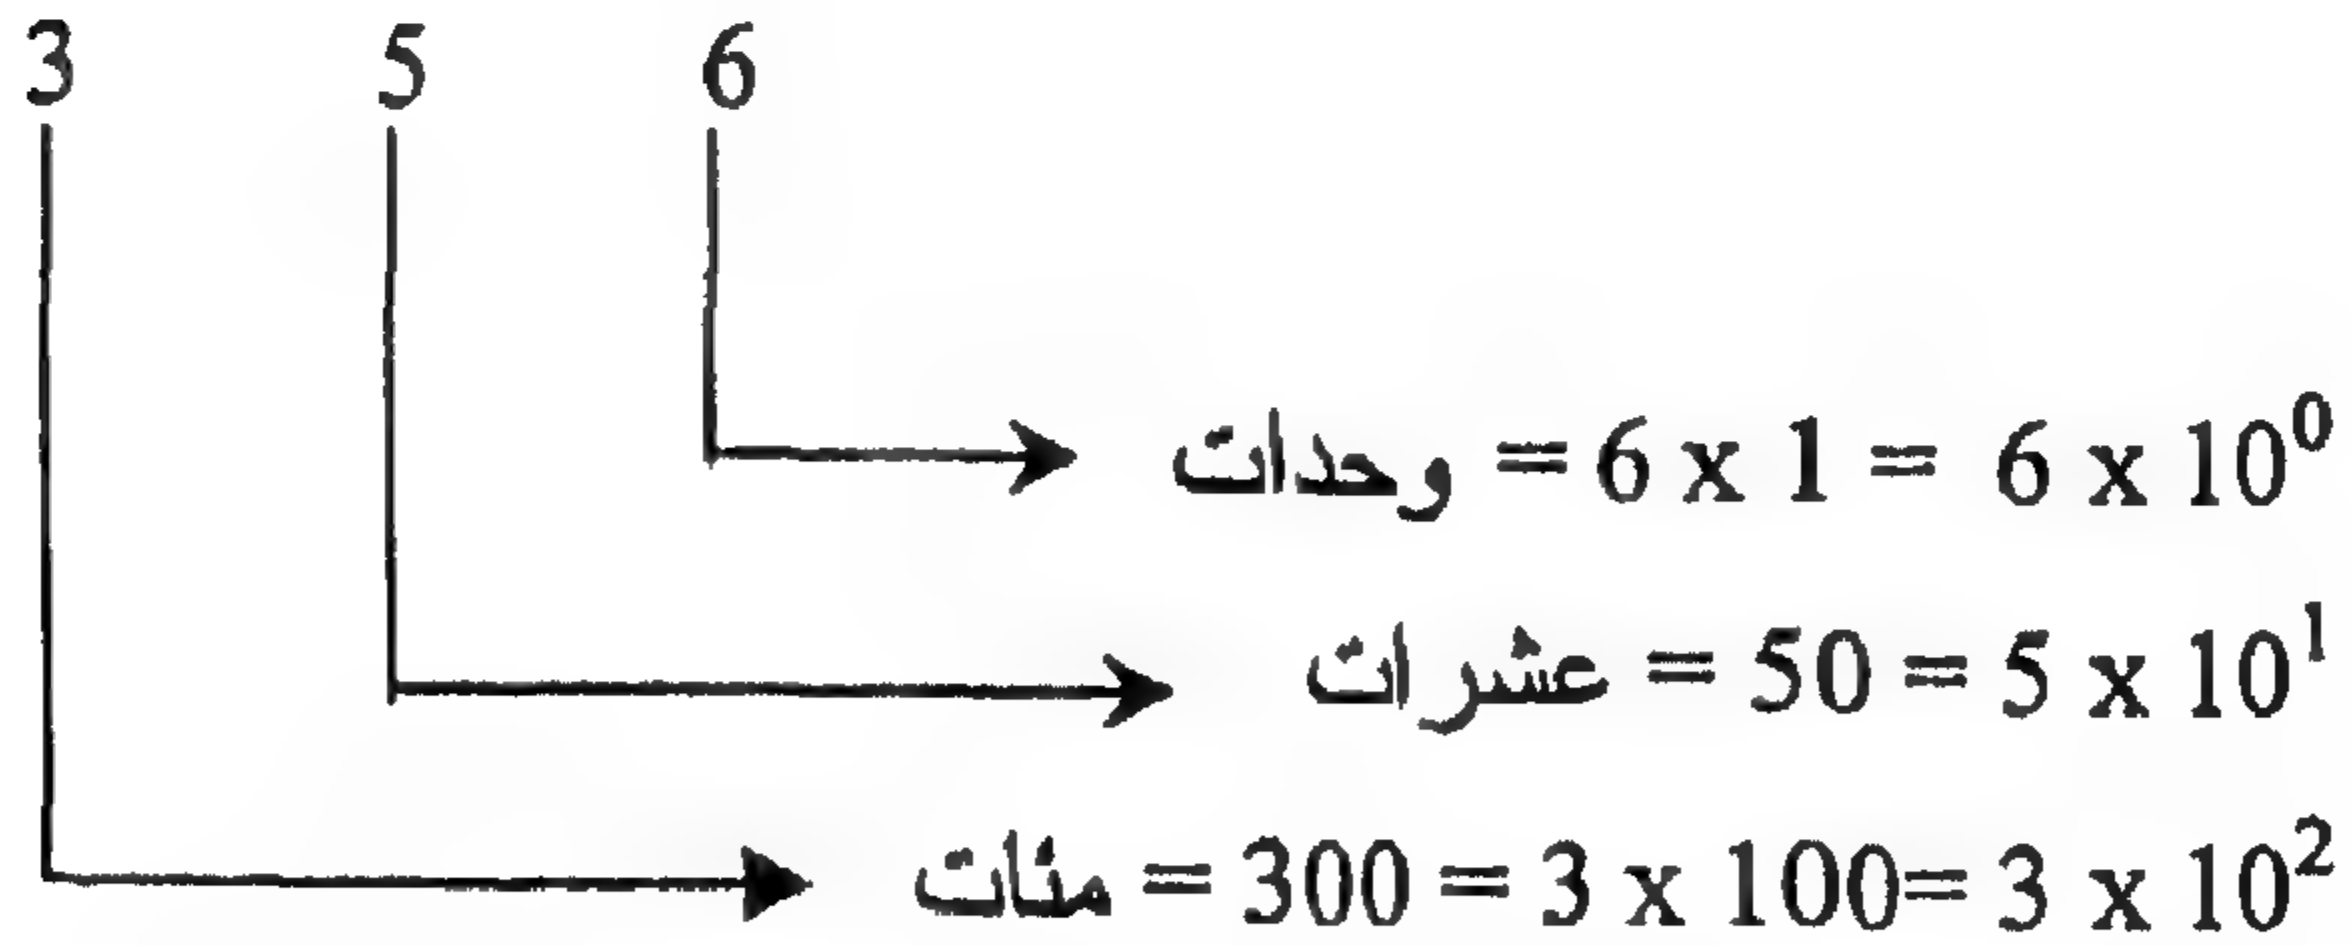 3 5 6
وحدات = 6 x 1 = 6 x 10⁰
عشرات = 50 = 5 x 10¹
مئات = 300 = 3 x 100= 3 x 10²